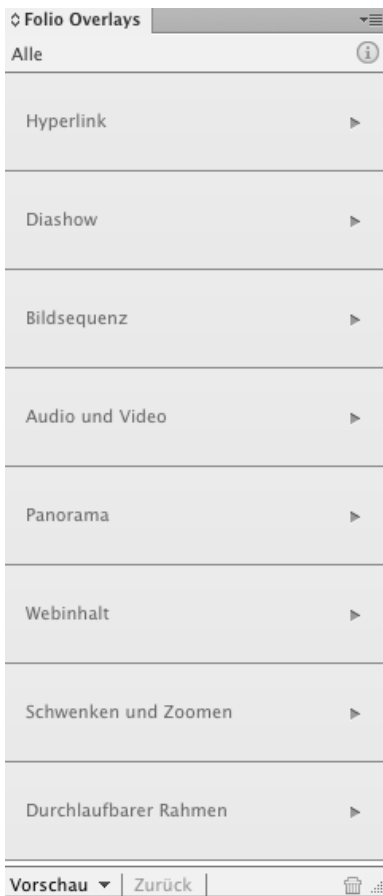 Folio Overlays
Alle
Hyperlink
Diashow
Bildsequenz
Audio und Video
Panorama
Webinhalt
Schwenken und Zoomen
Durchlaufbarer Rahmen
Vorschau Zurück